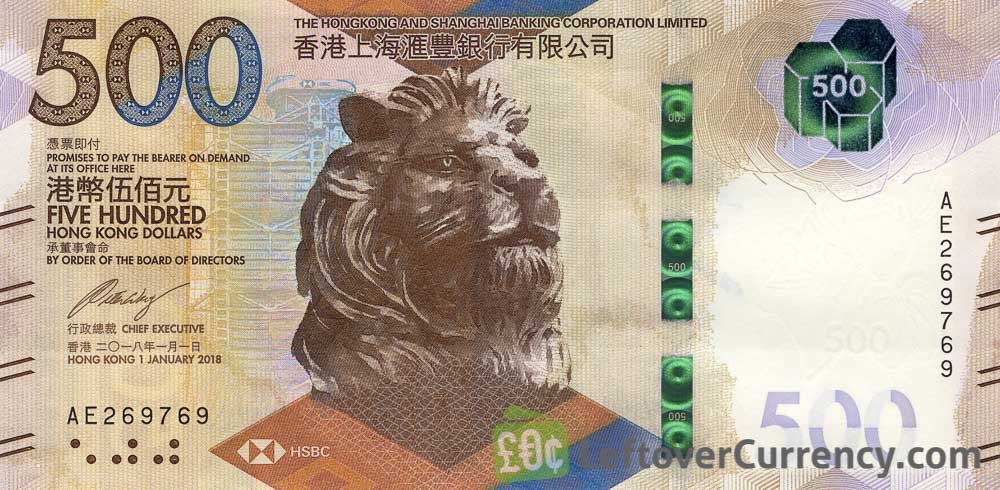 500
THE HONGKONG AND SHANGHAI BANKING CORPORATION LIMITED
香港上海滙豐銀行有限公司
500
憑票即付
PROMISES TO PAY THE BEARER ON DEMAND
AT ITS OFFICE HERE
港幣伍佰元
FIVE HUNDRED
HONG KONG DOLLARS
承董事會命
BY ORDER OF THE BOARD OF DIRECTORS
行政總裁 CHIEF EXECUTIVE
香港 二〇一八年一月一日
HONG KONG 1 JANUARY 2018
AE269769
HSBC
500
500
500
AE269769
500
500
£0¢
LeftoverCurrency.com